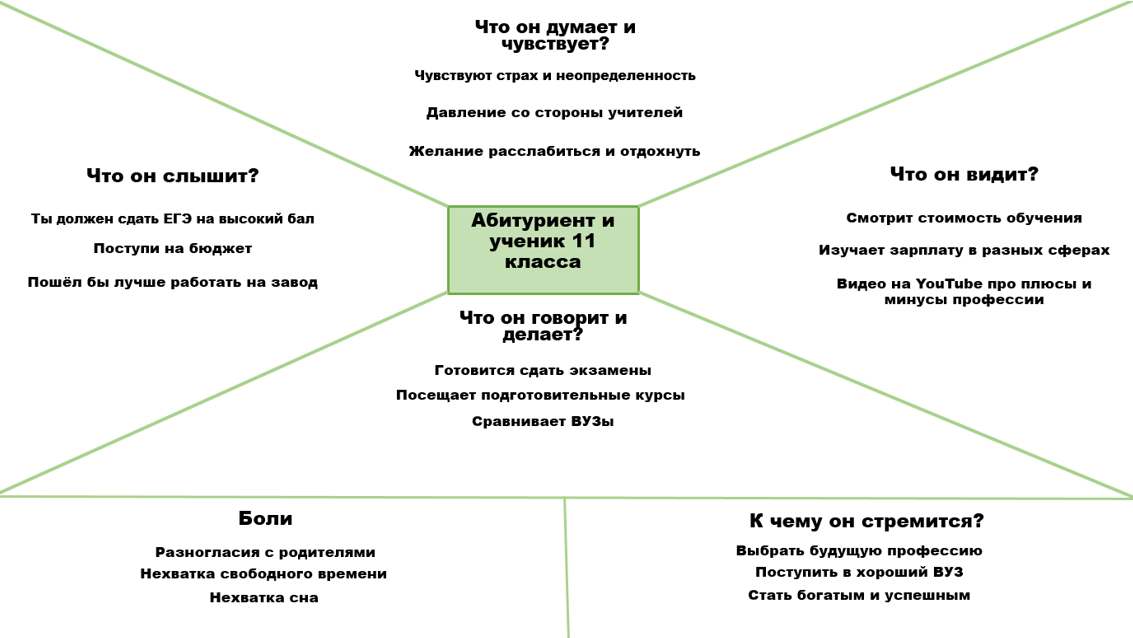 Что он думает и
чувствует?
Чувствуют страх и неопределенность
Давление со стороны учителей
Желание расслабиться и отдохнуть
Что он слышит?
Ты должен сдать ЕГЭ на высокий бал
Поступи на бюджет
Пошёл бы лучше работать на завод
Абитуриент и
ученик 11
класса
Что он видит?
Смотрит стоимость обучения
Изучает зарплату в разных сферах
Видео на YouTube про плюсы и
минусы профессии
Что он говорит и
делает?
Готовится сдать экзамены
Посещает подготовительные курсы
Сравнивает ВУЗы
Боли
Разногласия с родителями
Нехватка свободного времени
Нехватка сна
К чему он стремится?
Выбрать будущую профессию
Поступить в хороший ВУЗ
Стать богатым и успешным